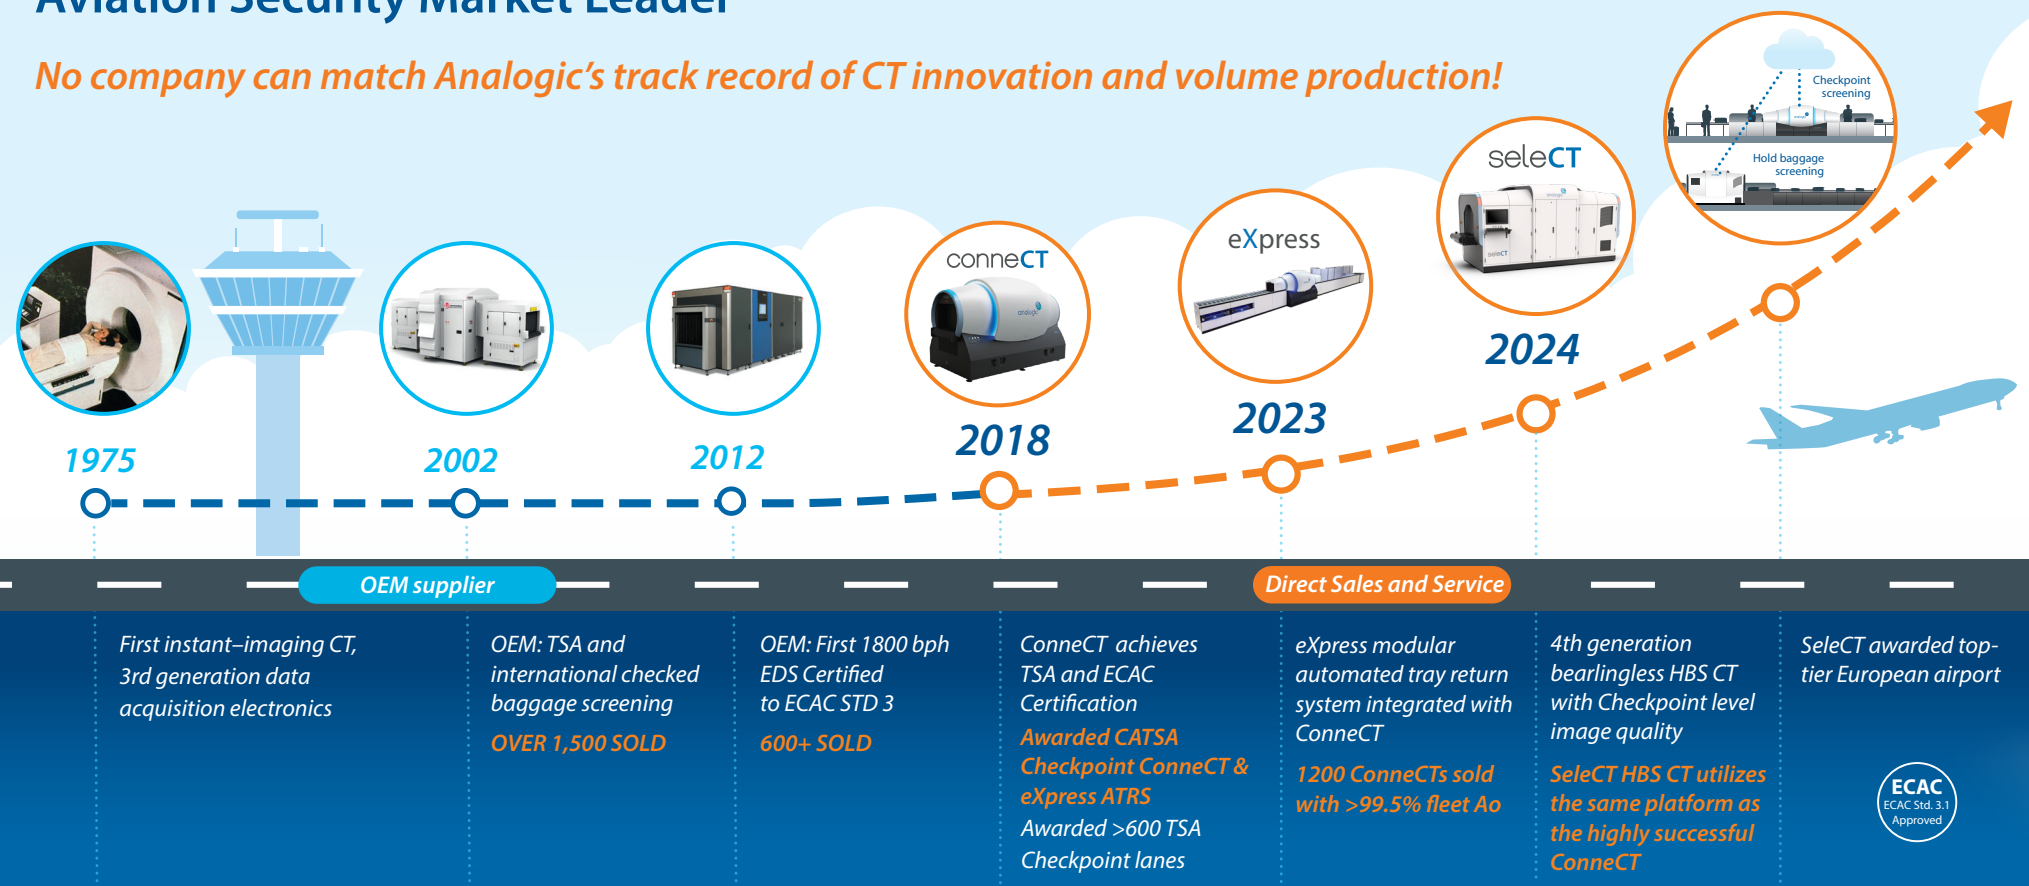 Aviation Security Market Leader
No company can match Analogic's track record of CT innovation and volume production!
Checkpoint
screening
Hold baggage
screening
seleCT
analogic
seleCT
eXpress
conneCT
analogic
2024
2023
2018
1975
2002
2012
OEM supplier
Direct Sales and Service
First instant–imaging CT,
3rd generation data
acquisition electronics
OEM: TSA and
international checked
baggage screening
OVER 1,500 SOLD
OEM: First 1800 bph
EDS Certified
to ECAC STD 3
600+ SOLD
ConneCT achieves
TSA and ECAC
Certification
Awarded CATSA
Checkpoint ConneCT &
eXpress ATRS
Awarded >600 TSA
Checkpoint lanes
eXpress modular
automated tray return
system integrated with
ConneCT
1200 ConneCTs sold
with >99.5% fleet Ao
4th generation
bearlingless HBS CT
with Checkpoint level
image quality
SeleCT HBS CT utilizes
the same platform as
the highly successful
ConneCT
SeleCT awarded top-
tier European airport
ECAC
ECAC Std. 3.1
Approved